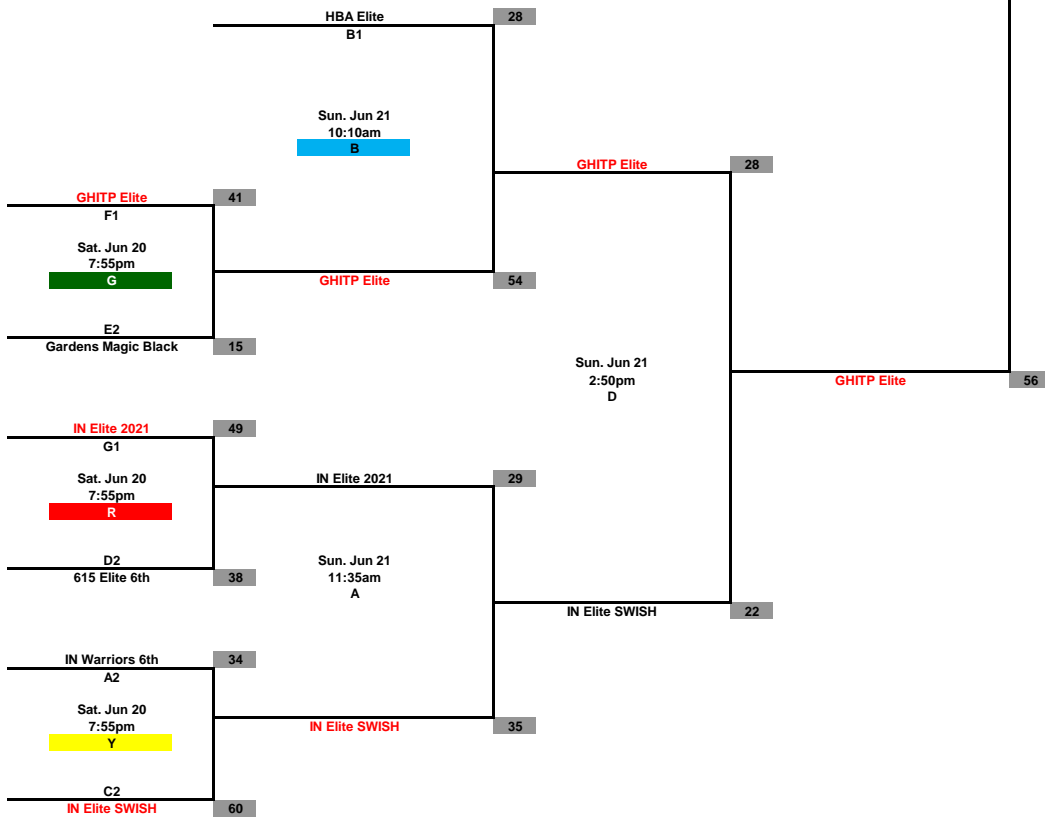 HBA Elite 28
B1
Sun. Jun 21
10:10am
B
GHITP Elite 28
GHITP Elite 41
F1
Sat. Jun 20
7:55pm
G
GHITP Elite 54
E2
Gardens Magic Black 15
Sun. Jun 21
2:50pm
D
GHITP Elite 56
IN Elite 2021 49
G1
Sat. Jun 20
7:55pm
R
IN Elite 2021 29
D2
615 Elite 6th 38
Sun. Jun 21
11:35am
A
IN Elite SWISH 22
IN Warriors 6th 34
A2
Sat. Jun 20
7:55pm
Y
IN Elite SWISH 35
C2
IN Elite SWISH 60